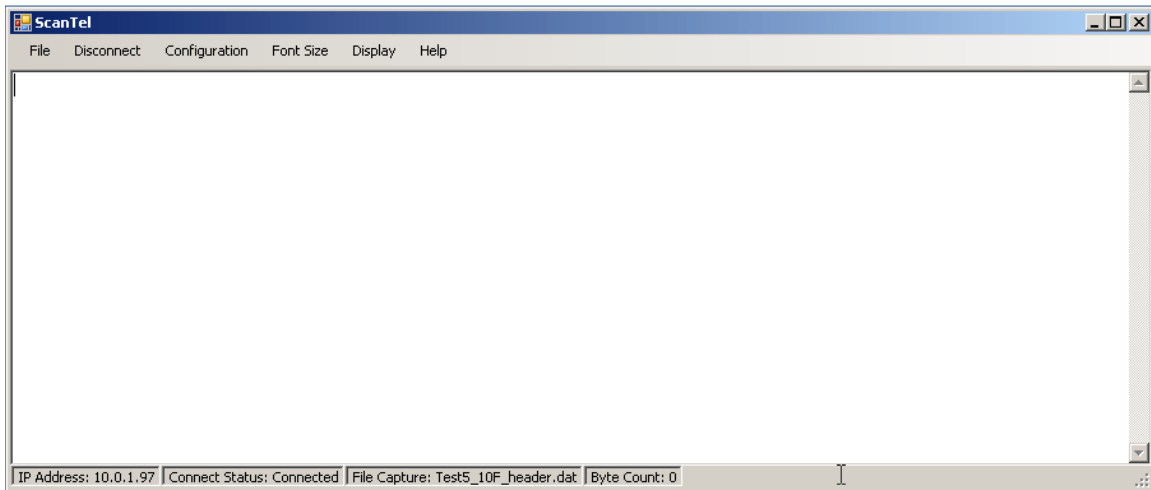 ScanTel
File Disconnect Configuration Font Size Display Help
IP Address: 10.0.1.97 Connect Status: Connected File Capture: Test5_10F_header.dat Byte Count: 0